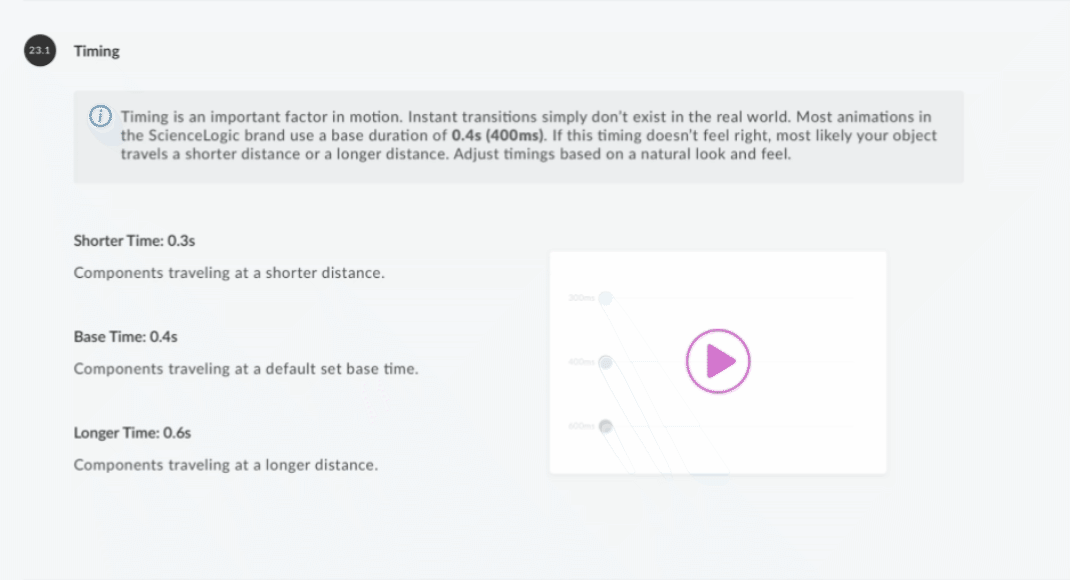 23.1 Timing
Timing is an important factor in motion. Instant transitions simply don't exist in the real world. Most animations in
the ScienceLogic brand use a base duration of 0.4s (400ms). If this timing doesn't feel right, most likely your object
travels a shorter distance or a longer distance. Adjust timings based on a natural look and feel.
Shorter Time: 0.3s
Components traveling at a shorter distance.
Base Time: 0.4s
Components traveling at a default set base time.
Longer Time: 0.6s
Components traveling at a longer distance.
300ms
400ms
600ms